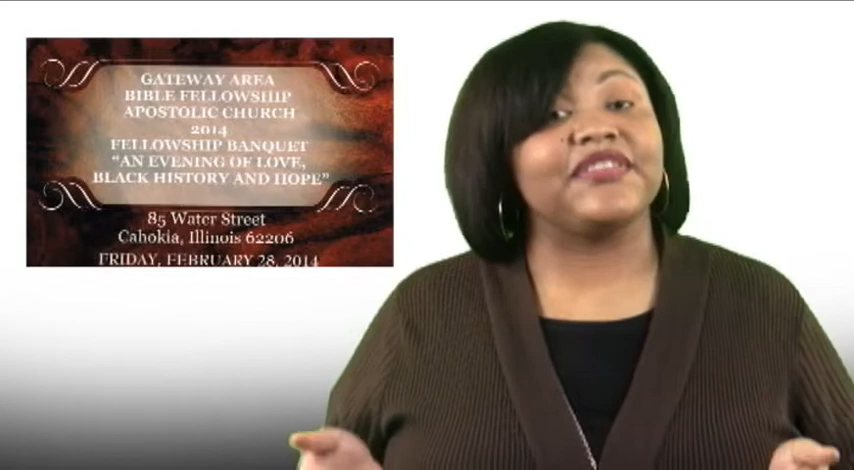 GATEWAY AREA
BIBLE FELLOWSHIP
APOSTOLIC CHURCH
2014
FELLOWSHIP BANQUET
“AN EVENING OF LOVE,
BLACK HISTORY AND HOPE”
85 Water Street
Cahokia, Illinois 62206
FRIDAY, FEBRUARY 28, 2014